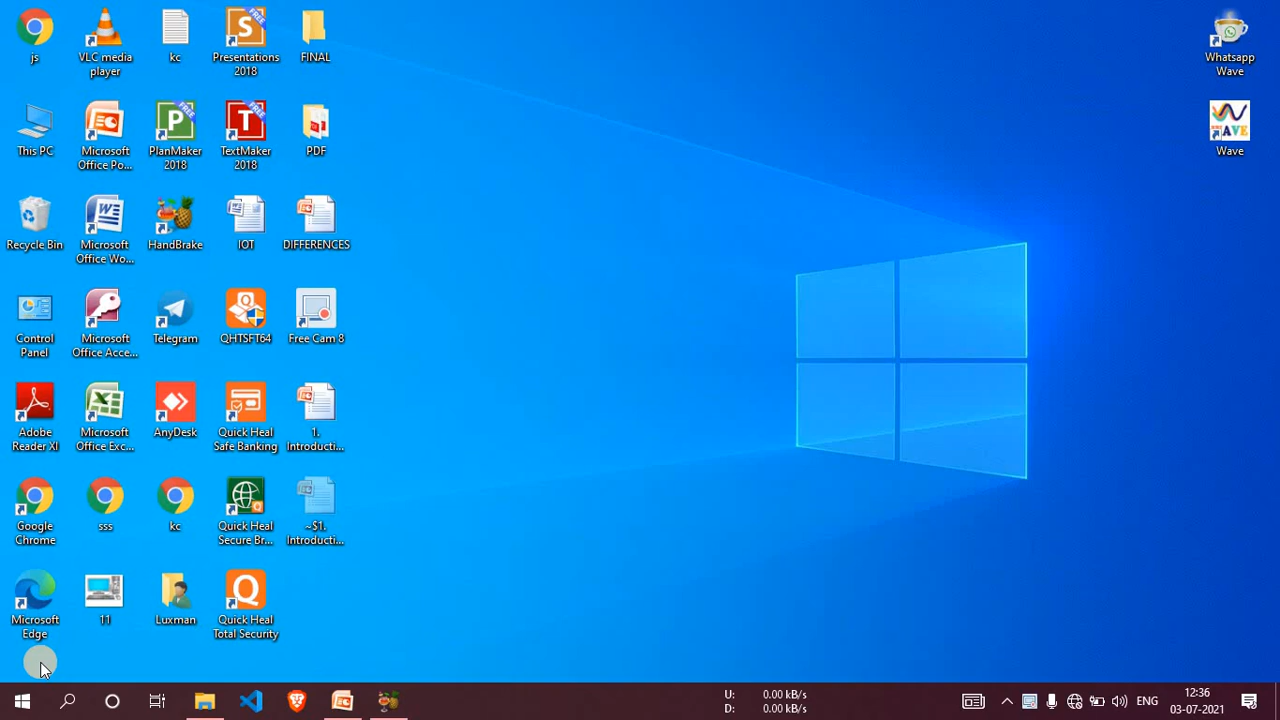 js
VLC media
player
kc
Presentations
2018
FINAL
Whatsapp
Wave
This PC
Microsoft
Office Po...
PlanMaker
2018
TextMaker
2018
PDF
Wave
Recycle Bin
Microsoft
Office Wo...
HandBrake
IOT
DIFFERENCES
Control
Panel
Microsoft
Office Acce...
Telegram
QHTSFT64
Free Cam 8
Adobe
Reader XI
Microsoft
Office Exc...
AnyDesk
Quick Heal
Safe Banking
1.
Introducti...
Google
Chrome
sss
kc
Quick Heal
Secure Br...
~$1.
Introducti...
Microsoft
Edge
11
Luxman
Quick Heal
Total Security
U: 0.00 kB/s
D: 0.00 kB/s
ENG
12:36
03-07-2021